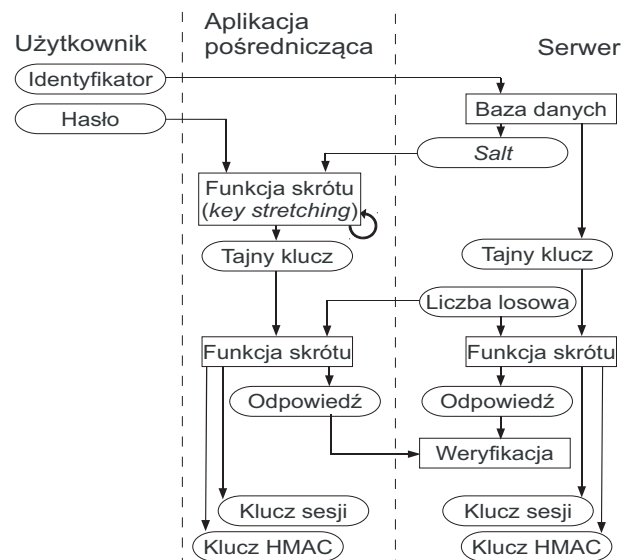 Użytkownik
Aplikacja
pośrednicząca
Serwer
Identyfikator
Hasło
Baza danych
Salt
Funkcja skrótu
(key stretching)
Tajny klucz
Tajny klucz
Liczba losowa
Funkcja skrótu
Funkcja skrótu
Odpowiedź
Odpowiedź
Weryfikacja
Klucz sesji
Klucz sesji
Klucz HMAC
Klucz HMAC